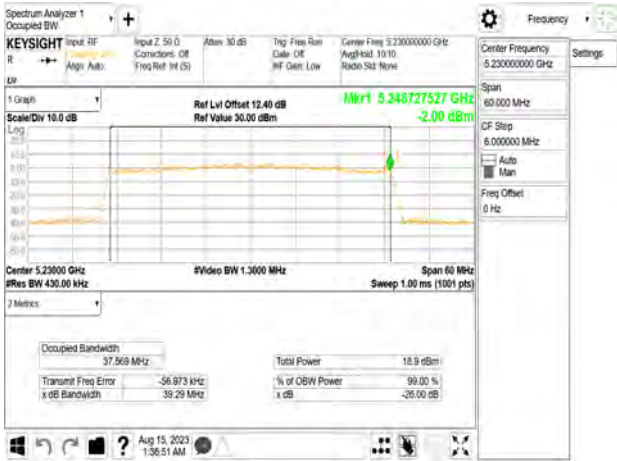 Spectrum Analyzer 1
Occupied BW
+
Frequency
KEYSIGHT
Input: RF
Input Z: 50 Ω
Atten: 30 dB
Trig: Free Run
Center Freq: 5.230000000 GHz
R
Corrections: Off
Gate: Off
Avg|Hold: 10/10
Align: Auto
Freq Ref: Int (S)
#IF Gain: Low
Radio Std: None
Center Frequency
5.230000000 GHz
Settings
Span
60.000 MHz
CF Step
6.000000 MHz
Auto
Man
Freq Offset
0 Hz
1 Graph
Ref Lvl Offset 12.40 dB
Mkr1 5.248727527 GHz
Scale/Div 10.0 dB
Ref Value 30.00 dBm
-2.00 dBm
Log
Center 5.23000 GHz
#Video BW 1.3000 MHz
Span 60 MHz
#Res BW 430.00 kHz
Sweep 1.00 ms (1001 pts)
2 Metrics
Occupied Bandwidth
37.569 MHz
Total Power
18.9 dBm
Transmit Freq Error
-56.973 kHz
% of OBW Power
99.00 %
x dB Bandwidth
39.29 MHz
x dB
-26.00 dB
?
Aug 15, 2023
1:36:51 AM